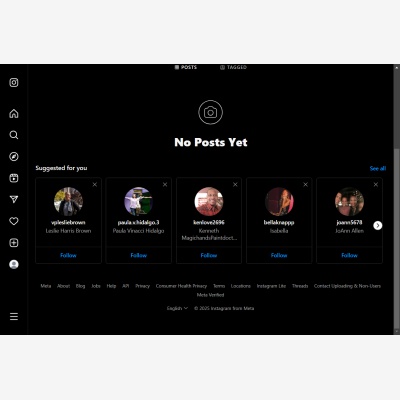 POSTS TAGGED
No Posts Yet
Suggested for you See all
vplesliebrown paula.v.hidalgo.3 kenlove2696 bellaknappp joann5678
Leslie Harris Brown Paula Vinacci Hidalgo Kenneth Isabella JoAnn Allen
MagichandsPaintdoct...
Follow Follow Follow Follow Follow
Meta About Blog Jobs Help API Privacy Consumer Health Privacy Terms Locations Instagram Lite Threads Contact Uploading & Non-Users
Meta Verified
English © 2025 Instagram from Meta